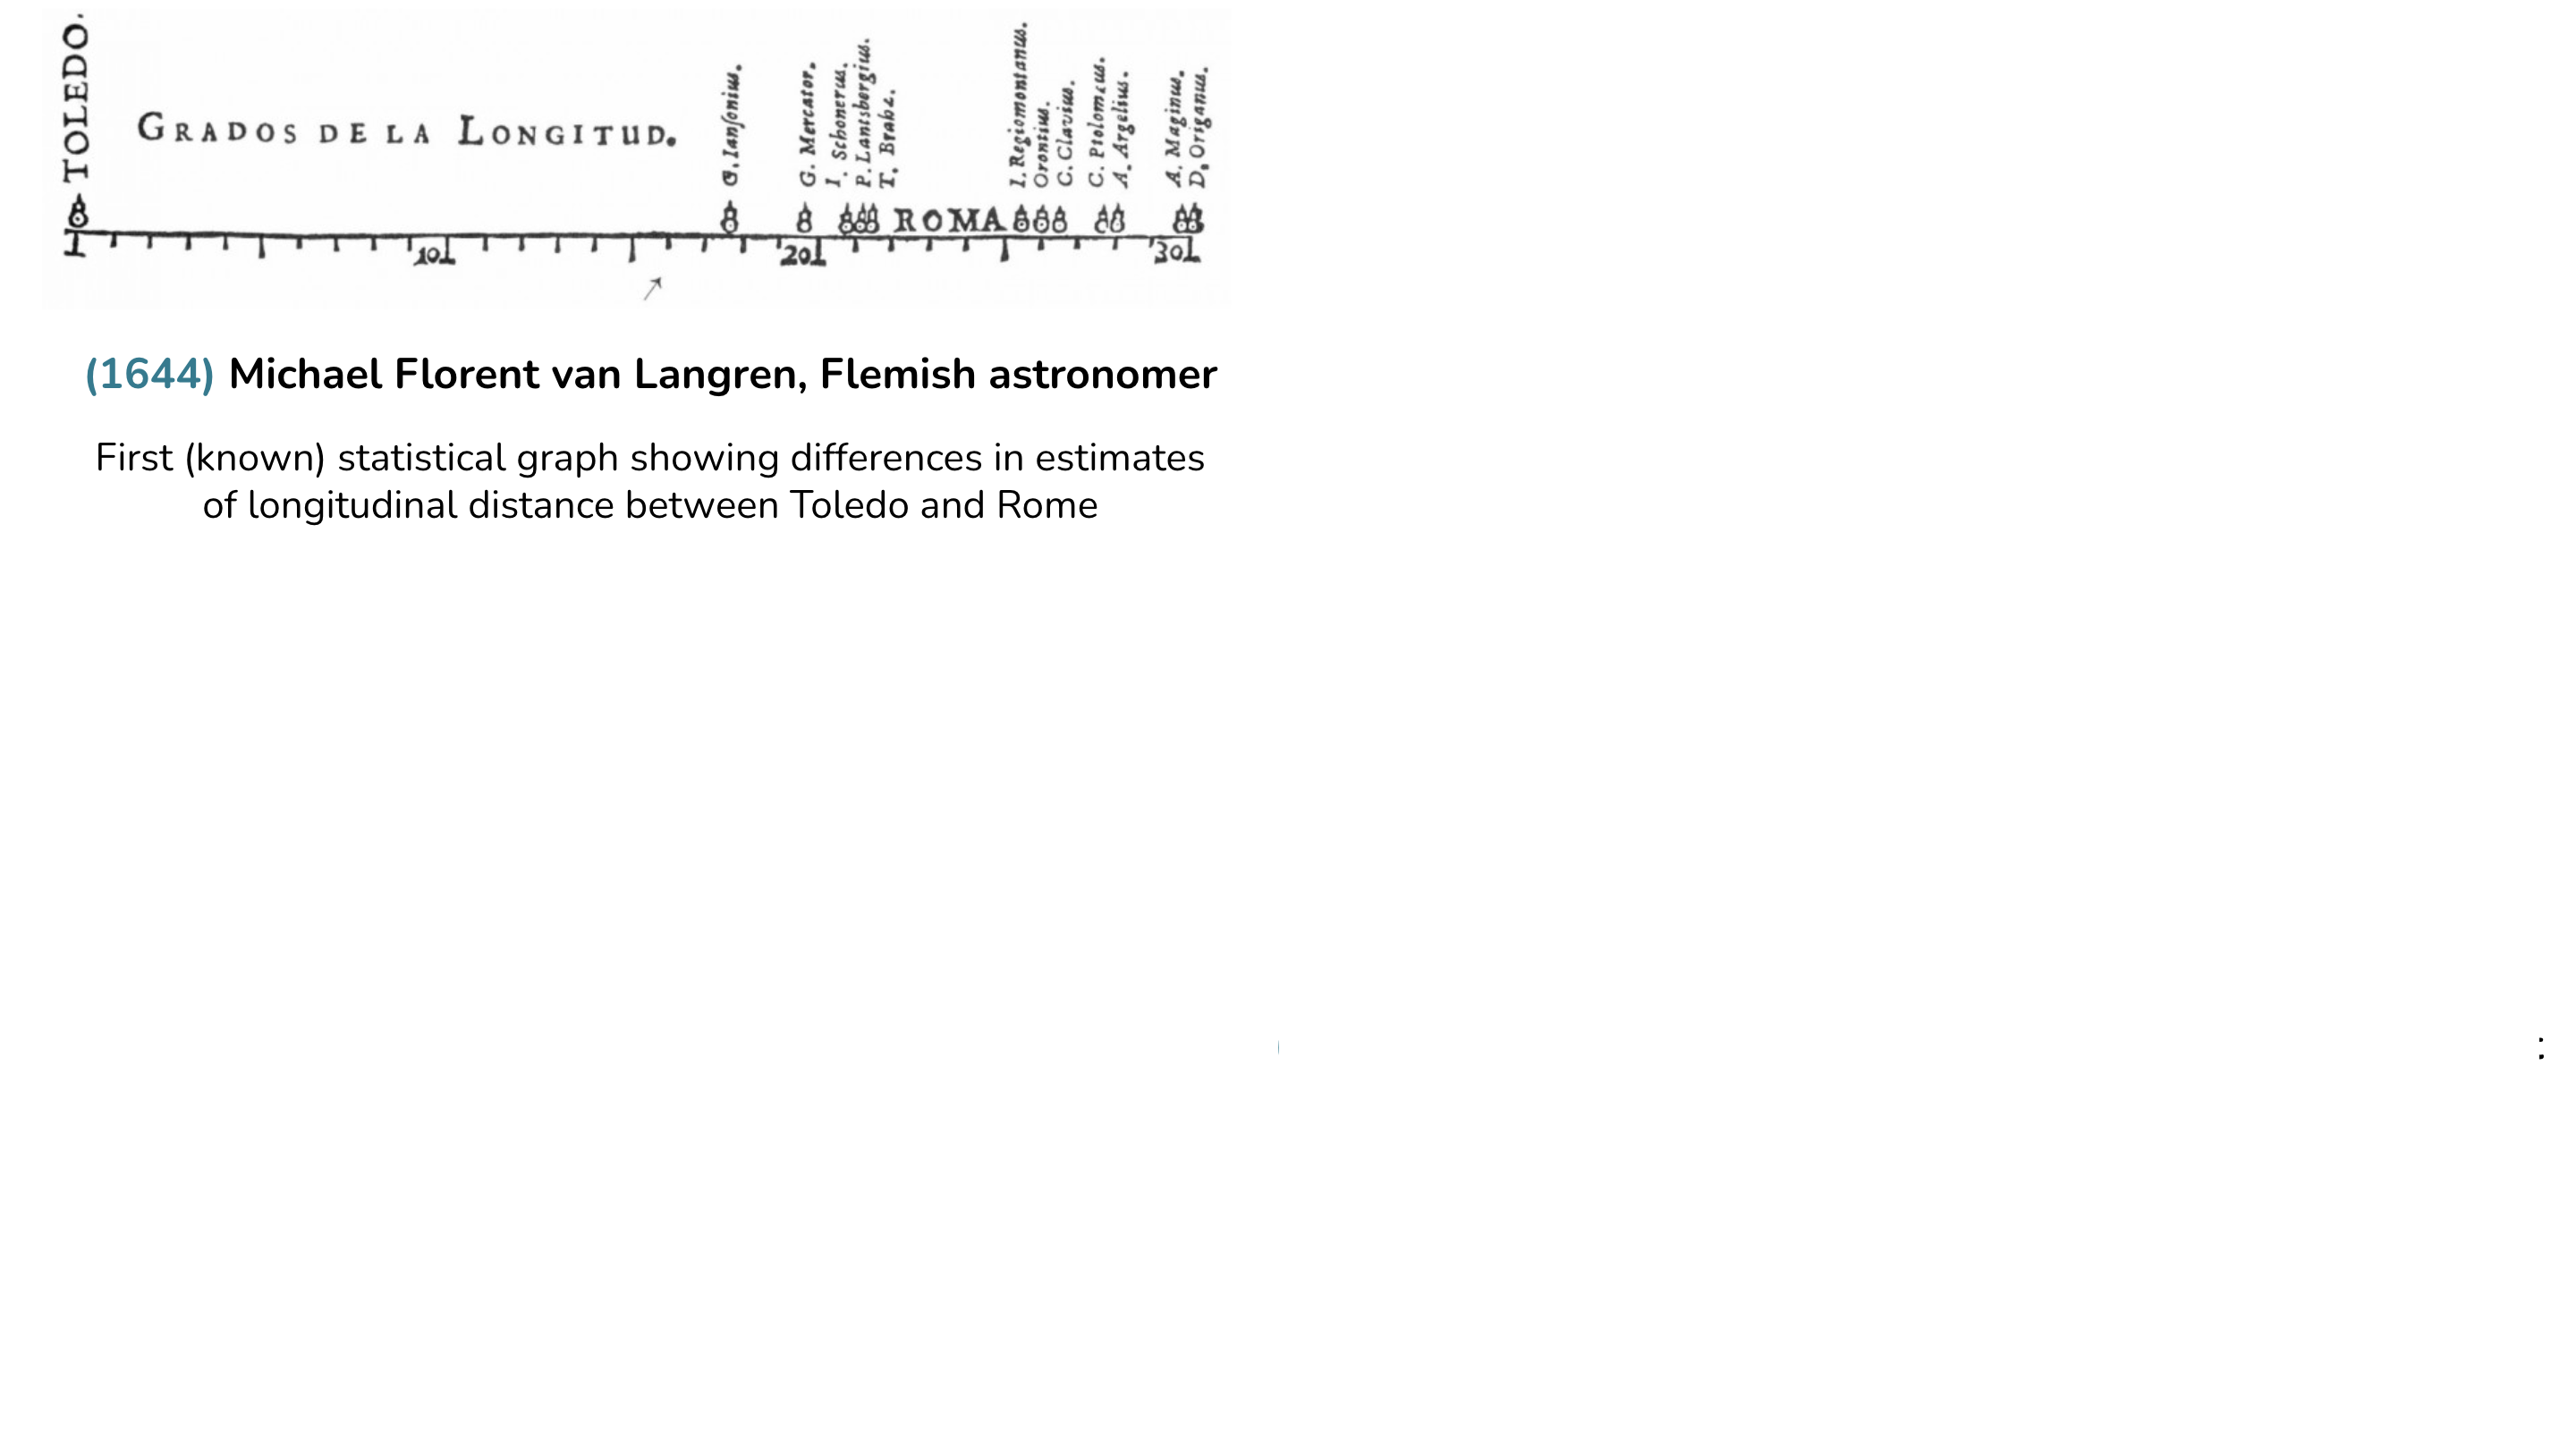 TOLEDO.
GRADOS DE LA LONGITUD.
G. Ianſonius.
G. Mercator.
I. Schonerus.
P. Lantsbergius.
T. Brahe.
I. Regiomontanus.
Orontius.
C. Clavius.
C. Ptolomæus.
A. Argelius.
A. Maginus.
D. Origanus.
ROMA
10
20
30
(1644) Michael Florent van Langren, Flemish astronomer
First (known) statistical graph showing differences in estimates
of longitudinal distance between Toledo and Rome
: